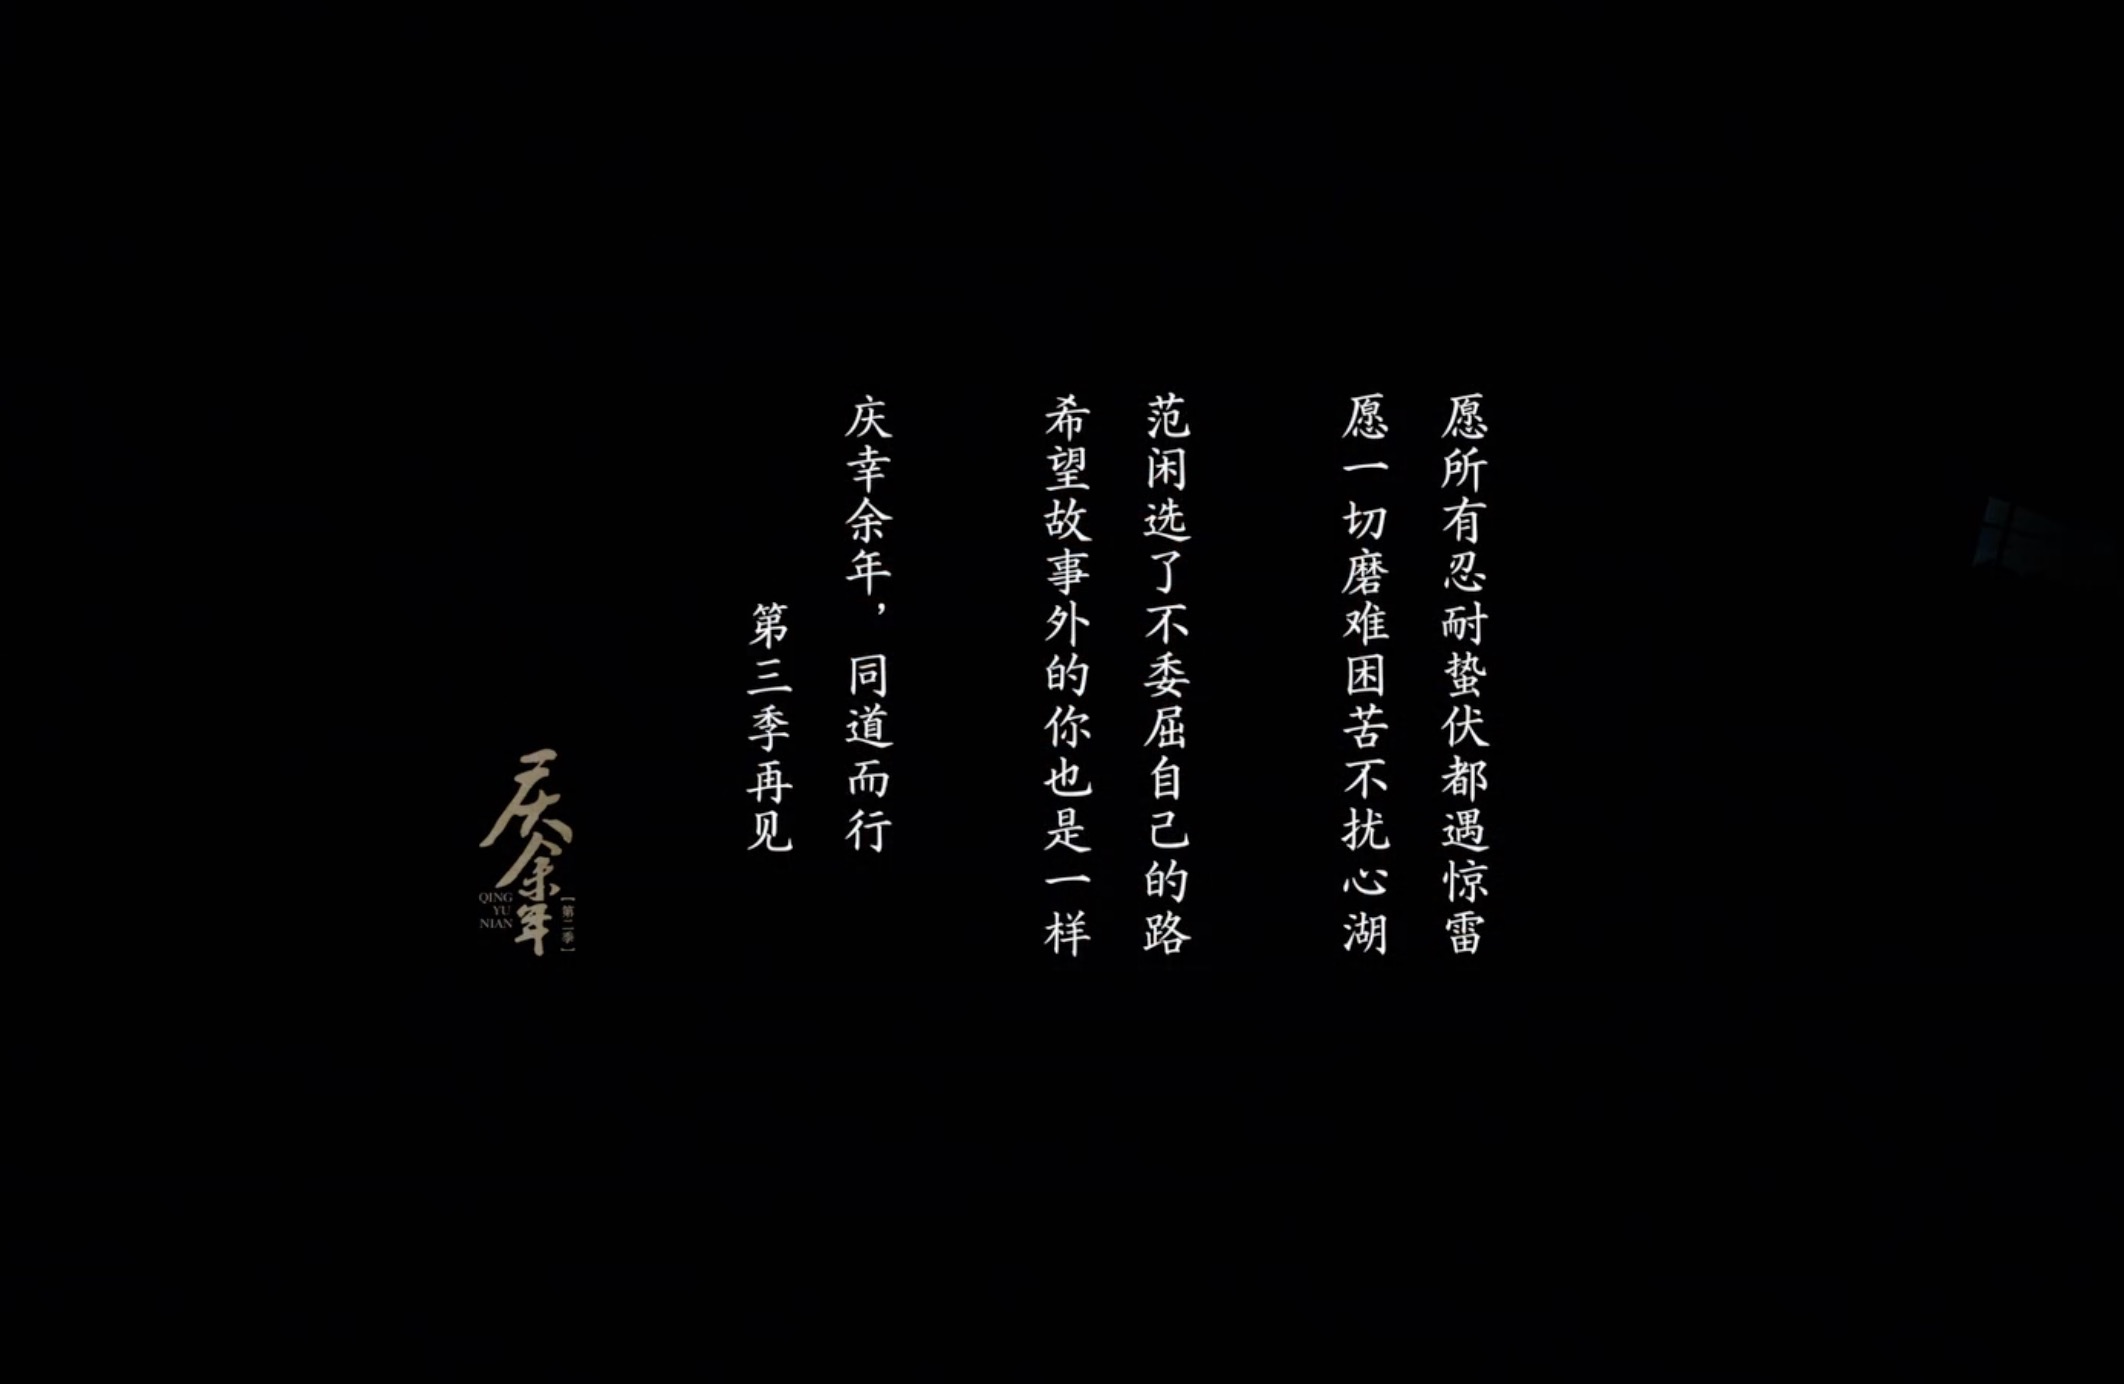 愿所有忍耐蛰伏都遇惊雷
愿一切磨难困苦不扰心湖
范闲选了不委屈自己的路
希望故事外的你也是一样
庆幸余年，同道而行
第三季再见
庆余年
QING
YU
NIAN
【第二季】